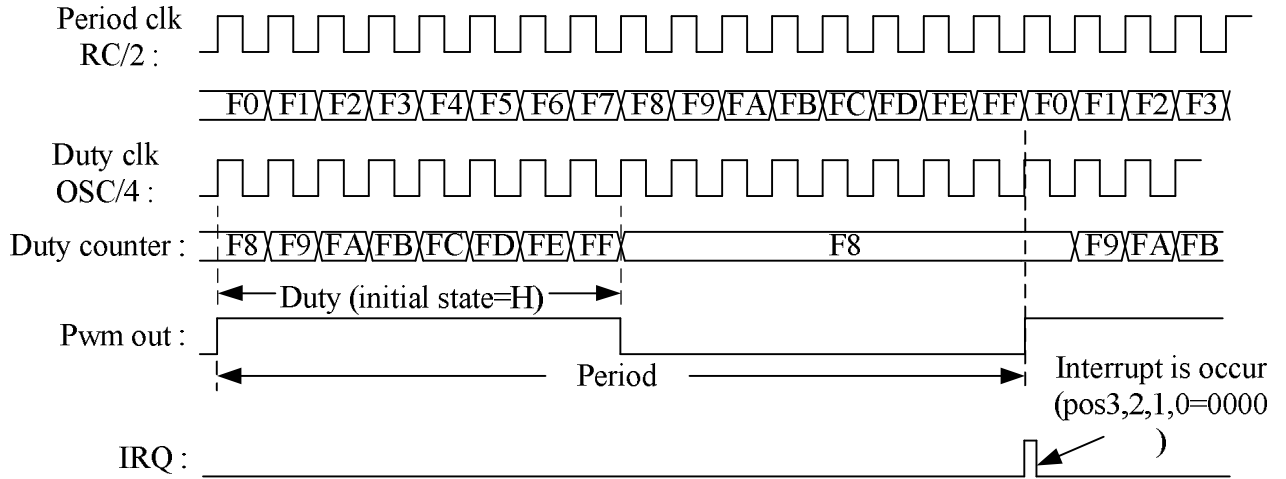 Period clk
RC/2 :
F0 F1 F2 F3 F4 F5 F6 F7 F8 F9 FA FB FC FD FE FF F0 F1 F2 F3
Duty clk
OSC/4 :
Duty counter : F8 F9 FA FB FC FD FE FF F8 F9 FA FB
Duty (initial state=H)
Pwm out :
Period
Interrupt is occur
(pos3,2,1,0=0000
)
IRQ :